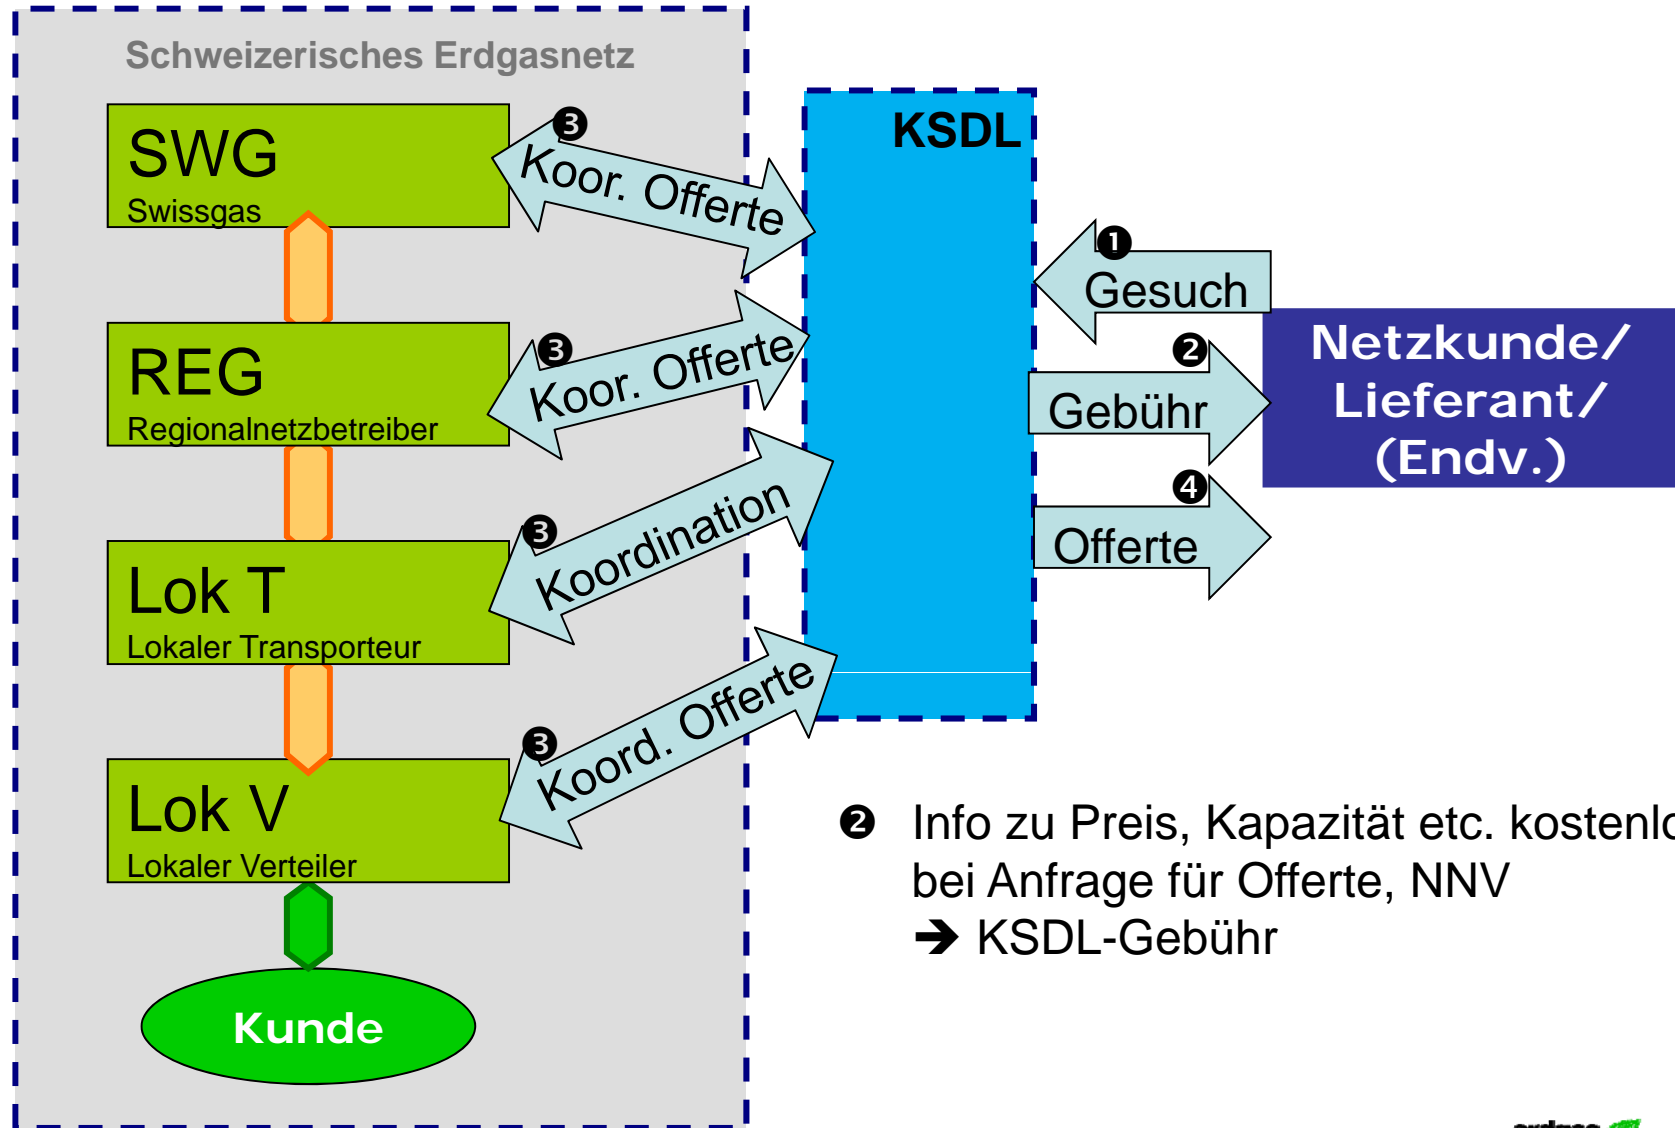 Schweizerisches Erdgasnetz
SWG
Swissgas
REG
Regionalnetzbetreiber
Lok T
Lokaler Transporteur
Lok V
Lokaler Verteiler
Kunde
❸
Koor. Offerte
❸
Koor. Offerte
❸
Koordination
❸
Koord. Offerte
KSDL
❶
Gesuch
❷
Gebühr
❹
Offerte
Netzkunde/
Lieferant/
(Endv.)
❷ Info zu Preis, Kapazität etc. kostenlo
bei Anfrage für Offerte, NNV
➔ KSDL-Gebühr